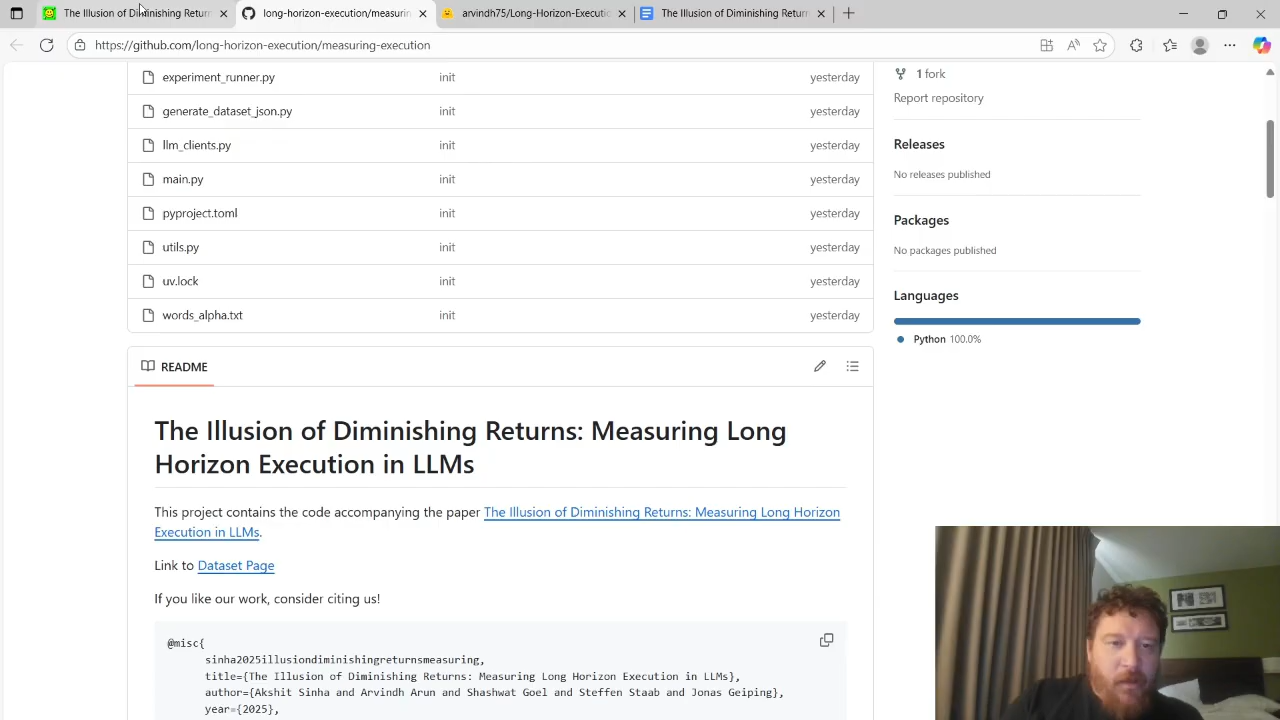 The Illusion of Diminishing Return
long-horizon-execution/measuring
arvindh75/Long-Horizon-Executio
The Illusion of Diminishing Return
https://github.com/long-horizon-execution/measuring-execution
experiment_runner.py init yesterday
generate_dataset_json.py init yesterday
llm_clients.py init yesterday
main.py init yesterday
pyproject.toml init yesterday
utils.py init yesterday
uv.lock init yesterday
words_alpha.txt init yesterday
README
The Illusion of Diminishing Returns: Measuring Long
Horizon Execution in LLMs
This project contains the code accompanying the paper The Illusion of Diminishing Returns: Measuring Long Horizon
Execution in LLMs.
Link to Dataset Page
If you like our work, consider citing us!
@misc{
sinha2025illusiondiminishingreturnsmeasuring,
title={The Illusion of Diminishing Returns: Measuring Long Horizon Execution in LLMs},
author={Akshit Sinha and Arvindh Arun and Shashwat Goel and Steffen Staab and Jonas Geiping},
year={2025},
1 fork
Report repository
Releases
No releases published
Packages
No packages published
Languages
Python 100.0%